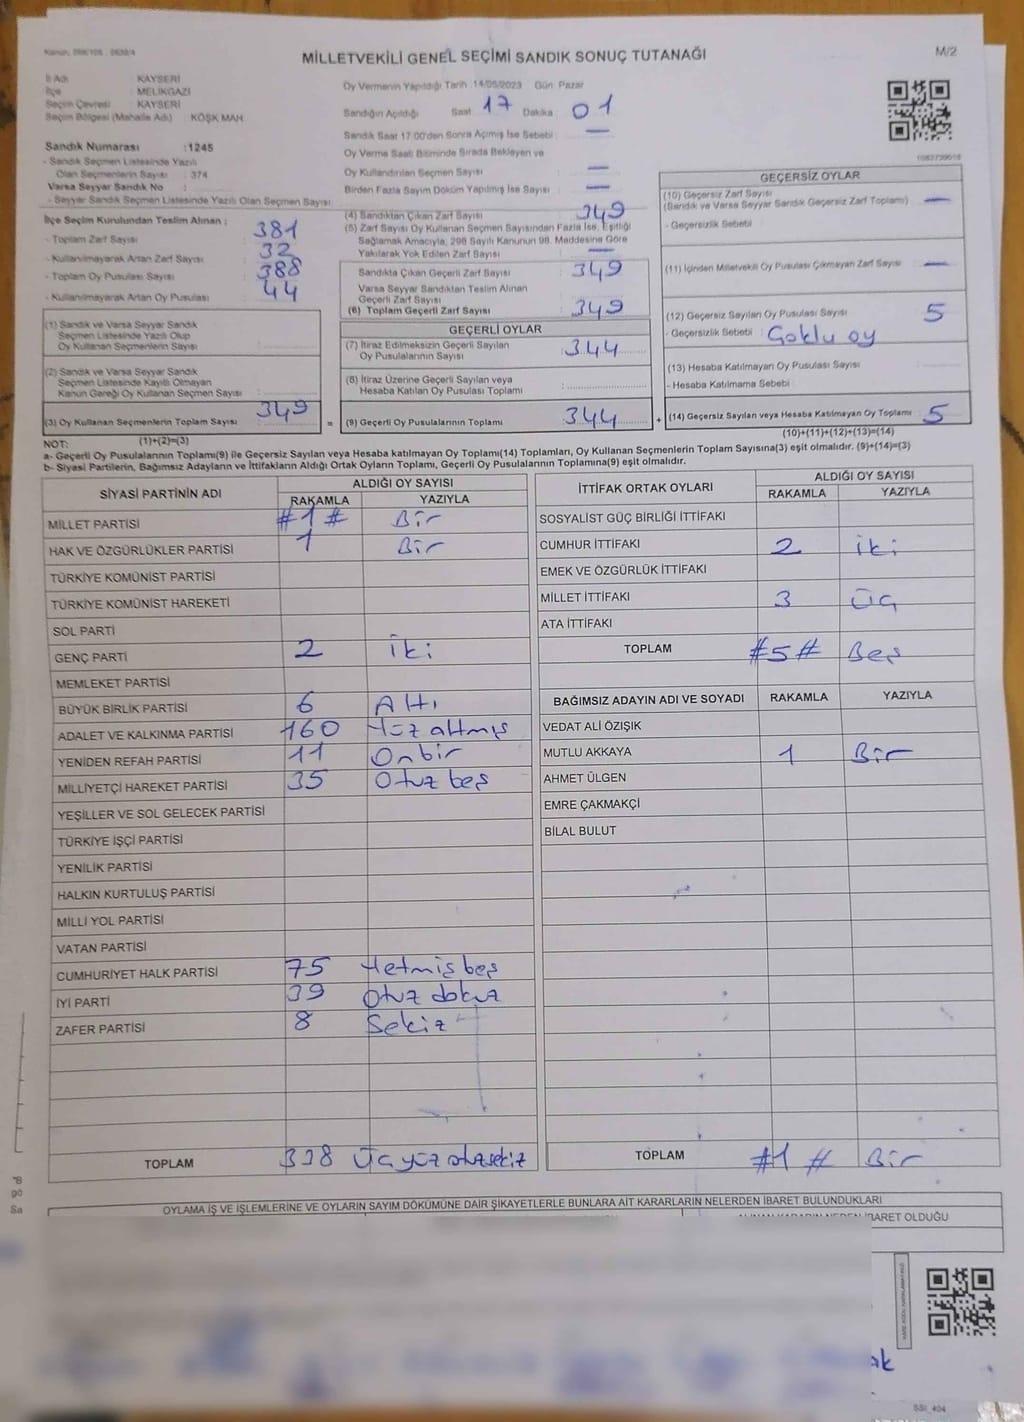 MİLLETVEKİLİ GENEL SEÇİMİ SANDIK SONUÇ TUTANAĞI
M/2
İl Adı : KAYSERİ
İlçe : MELİKGAZİ
Seçim Çevresi : KAYSERİ
Seçim Bölgesi (Mahalle Adı) : KÖŞK MAH.
Sandık Numarası : 1245
- Sandık Seçmen Listesinde Yazılı
Olan Seçmenlerin Sayısı : 374
Varsa Seyyar Sandık No :
- Seyyar Sandık Seçmen Listesinde Yazılı Olan Seçmen Sayısı
Oy Vermenin Yapıldığı Tarih :14/05/2023 Gün: Pazar
Sandığın Açıldığı Saat 17 Dakika 01
Sandık Saat 17:00'den Sonra Açılmış İse Sebebi : —
Oy Verme Saati Bitiminde Sırada Bekleyen ve
Oy Kullandırılan Seçmen Sayısı : —
Birden Fazla Sayım Döküm Yapılmış İse Sayısı : —
İlçe Seçim Kurulundan Teslim Alınan ;
- Toplam Zarf Sayısı 381
- Kullanılmayarak Artan Zarf Sayısı 32
- Toplam Oy Pusulası Sayısı 388
- Kullanılmayarak Artan Oy Pusulası 44
(4) Sandıktan Çıkan Zarf Sayısı : 349
(5) Zarf Sayısı Oy Kullanan Seçmen Sayısından Fazla İse, Eşitliği
Sağlamak Amacıyla, 298 Sayılı Kanunun 98. Maddesine Göre
Yakılarak Yok Edilen Zarf Sayısı : —
Sandıkta Çıkan Geçerli Zarf Sayısı : 349
Varsa Seyyar Sandıktan Teslim Alınan
Geçerli Zarf Sayısı
(6) Toplam Geçerli Zarf Sayısı : 349
GEÇERSİZ OYLAR
(10) Geçersiz Zarf Sayısı
(Sandık ve Varsa Seyyar Sandık Geçersiz Zarf Toplamı) : —
- Geçersizlik Sebebi :
(11) İçinden Milletvekili Oy Pusulası Çıkmayan Zarf Sayısı : —
(12) Geçersiz Sayılan Oy Pusulası Sayısı : 5
- Geçersizlik Sebebi : Çoklu oy
(13) Hesaba Katılmayan Oy Pusulası Sayısı :
- Hesaba Katılmama Sebebi :
(14) Geçersiz Sayılan veya Hesaba Katılmayan Oy Toplamı : 5
(10)+(11)+(12)+(13)=(14)
(1) Sandık ve Varsa Seyyar Sandık
Seçmen Listesinde Yazılı Olup
Oy Kullanan Seçmenlerin Sayısı :
(2) Sandık ve Varsa Seyyar Sandık
Seçmen Listesinde Kayıtlı Olmayan
Kanun Gereği Oy Kullanan Seçmen Sayısı :
(3) Oy Kullanan Seçmenlerin Toplam Sayısı : 349 =
GEÇERLİ OYLAR
(7) İtiraz Edilmeksizin Geçerli Sayılan
Oy Pusulalarının Sayısı : 344
(8) İtiraz Üzerine Geçerli Sayılan veya
Hesaba Katılan Oy Pusulası Toplamı :
(9) Geçerli Oy Pusulalarının Toplamı : 344 +
NOT: (1)+(2)=(3)
a- Geçerli Oy Pusulalarının Toplamı(9) ile Geçersiz Sayılan veya Hesaba katılmayan Oy Toplamı(14) Toplamları, Oy Kullanan Seçmenlerin Toplam Sayısına(3) eşit olmalıdır. (9)+(14)=(3)
b- Siyasi Partilerin, Bağımsız Adayların ve İttifakların Aldığı Ortak Oyların Toplamı, Geçerli Oy Pusulalarının Toplamına(9) eşit olmalıdır.
SİYASİ PARTİNİN ADI ALDIĞI OY SAYISI
RAKAMLA YAZIYLA
MİLLET PARTİSİ #1# Bir
HAK VE ÖZGÜRLÜKLER PARTİSİ 1 Bir
TÜRKİYE KOMÜNİST PARTİSİ
TÜRKİYE KOMÜNİST HAREKETİ
SOL PARTİ
GENÇ PARTİ 2 İki
MEMLEKET PARTİSİ
BÜYÜK BİRLİK PARTİSİ 6 Altı
ADALET VE KALKINMA PARTİSİ 160 Yüz altmış
YENİDEN REFAH PARTİSİ 11 Onbir
MİLLİYETÇİ HAREKET PARTİSİ 35 Otuz beş
YEŞİLLER VE SOL GELECEK PARTİSİ
TÜRKİYE İŞÇİ PARTİSİ
YENİLİK PARTİSİ
HALKIN KURTULUŞ PARTİSİ
MİLLİ YOL PARTİSİ
VATAN PARTİSİ
CUMHURİYET HALK PARTİSİ 75 Yetmiş beş
İYİ PARTİ 39 Otuz dokuz
ZAFER PARTİSİ 8 Sekiz
TOPLAM 338 Üç yüz otuzsekiz
İTTİFAK ORTAK OYLARI ALDIĞI OY SAYISI
RAKAMLA YAZIYLA
SOSYALİST GÜÇ BİRLİĞİ İTTİFAKI
CUMHUR İTTİFAKI 2 iki
EMEK VE ÖZGÜRLÜK İTTİFAKI
MİLLET İTTİFAKI 3 üç
ATA İTTİFAKI
TOPLAM #5# Beş
BAĞIMSIZ ADAYIN ADI VE SOYADI RAKAMLA YAZIYLA
VEDAT ALİ ÖZIŞIK
MUTLU AKKAYA 1 Bir
AHMET ÜLGEN
EMRE ÇAKMAKÇİ
BİLAL BULUT
TOPLAM #1# Bir
OYLAMA İŞ VE İŞLEMLERİNE VE OYLARIN SAYIM DÖKÜMÜNE DAİR ŞİKAYETLERLE BUNLARA AİT KARARLARIN NELERDEN İBARET BULUNDUKLARI
İBARET OLDUĞU